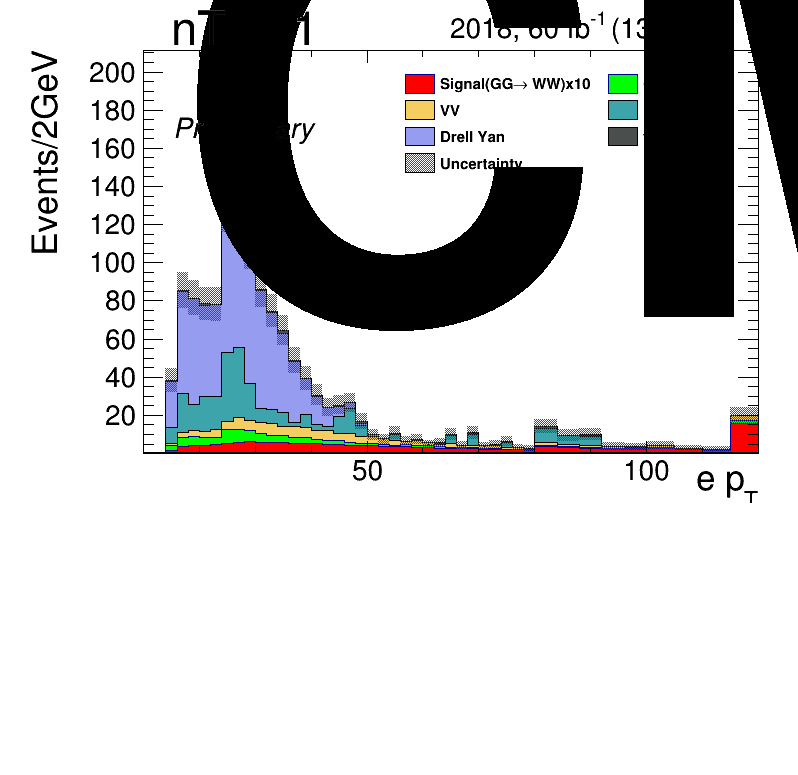 2018, 60 fb-1 (13
Events/2GeV
200
180
160
140
120
100
80
60
40
20
Signal(GG→ WW)x10
VV
Drell Yan
Uncertainty
50
100
e pT